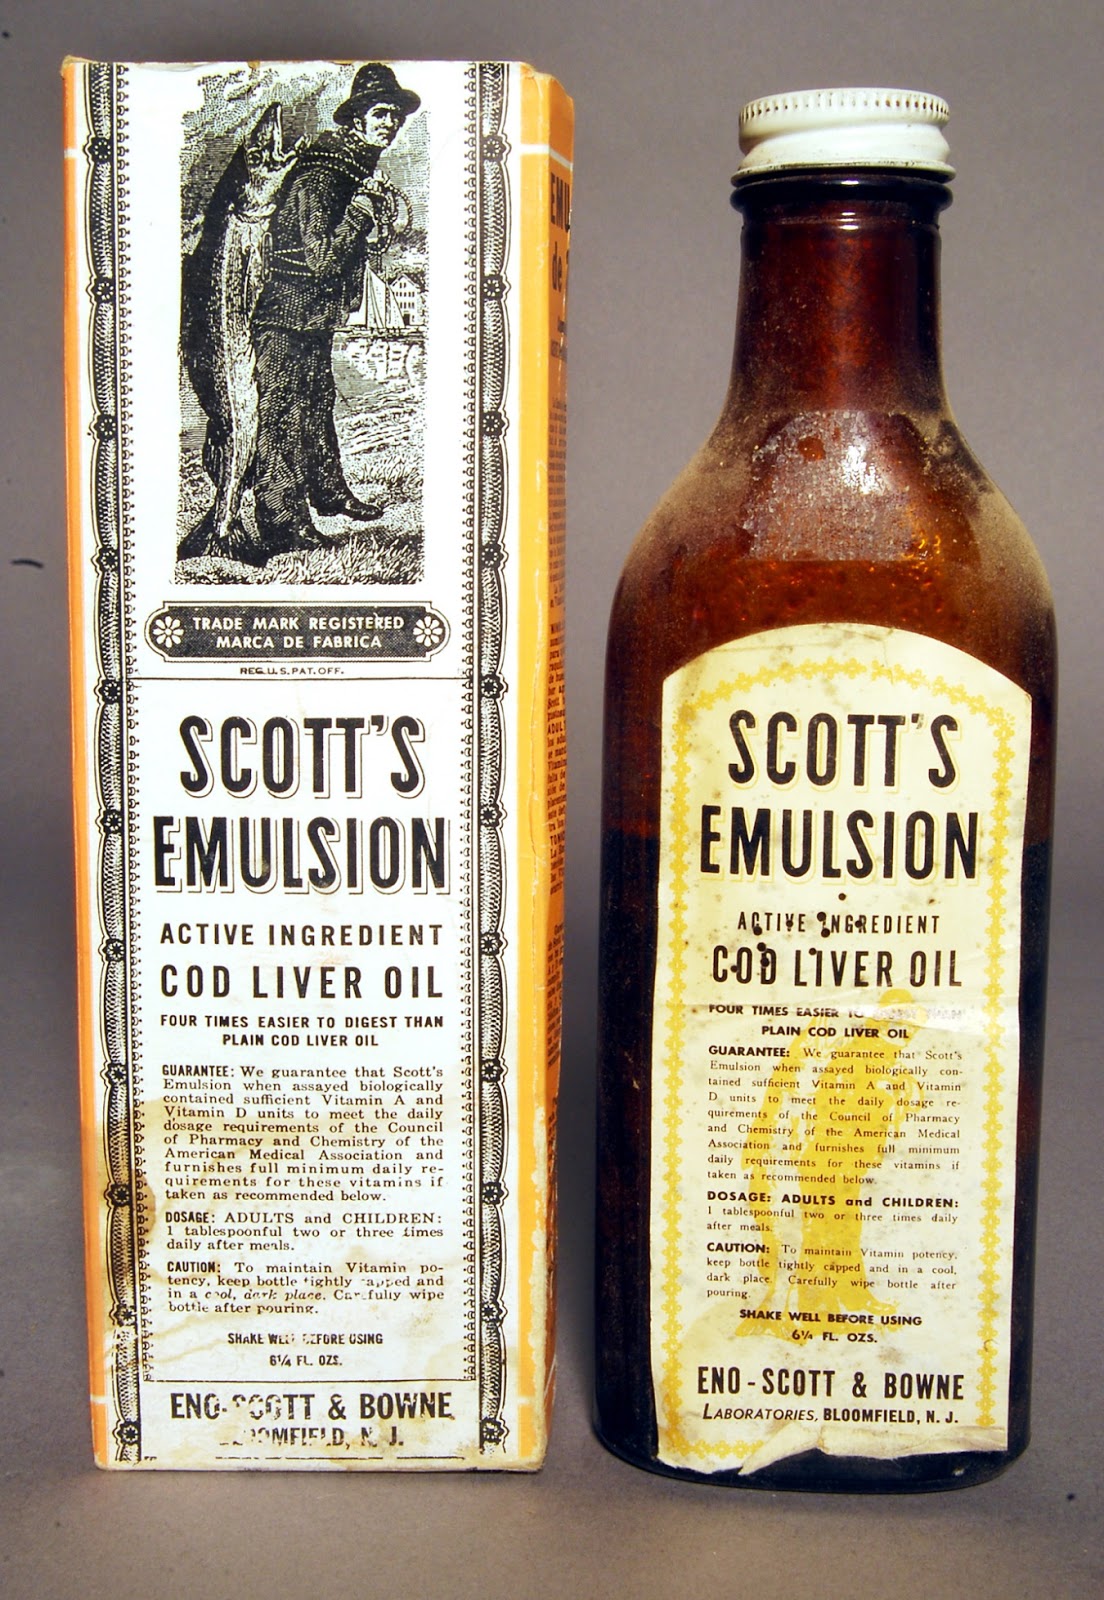 TRADE MARK REGISTERED
MARCA DE FABRICA
REG. U.S. PAT. OFF.
SCOTT'S
EMULSION
ACTIVE INGREDIENT
COD LIVER OIL
FOUR TIMES EASIER TO DIGEST THAN
PLAIN COD LIVER OIL
GUARANTEE: We guarantee that Scott's
Emulsion when assayed biologically
contained sufficient Vitamin A and
Vitamin D units to meet the daily
dosage requirements of the Council
of Pharmacy and Chemistry of the
American Medical Association and
furnishes full minimum daily re-
quirements for these vitamins if
taken as recommended below.
DOSAGE: ADULTS and CHILDREN:
1 tablespoonful two or three times
daily after meals.
CAUTION: To maintain Vitamin po-
tency, keep bottle tightly capped and
in a cool, dark place. Carefully wipe
bottle after pouring.
SHAKE WELL BEFORE USING
6¼ FL. OZS.
ENO-SCOTT & BOWNE
BLOOMFIELD, N. J.
EMU
de
SCOTT'S
EMULSION
ACTIVE INGREDIENT
COD LIVER OIL
FOUR TIMES EASIER TO DIGEST THAN
PLAIN COD LIVER OIL
GUARANTEE: We guarantee that Scott's
Emulsion when assayed biologically con-
tained sufficient Vitamin A and Vitamin
D units to meet the daily dosage re-
quirements of the Council of Pharmacy
and Chemistry of the American Medical
Association and furnishes full minimum
daily requirements for these vitamins if
taken as recommended below.
DOSAGE: ADULTS and CHILDREN:
1 tablespoonful two or three times daily
after meals.
CAUTION: To maintain Vitamin potency,
keep bottle tightly capped and in a cool,
dark place. Carefully wipe bottle after
pouring.
SHAKE WELL BEFORE USING
6¼ FL. OZS.
ENO-SCOTT & BOWNE
LABORATORIES, BLOOMFIELD, N. J.